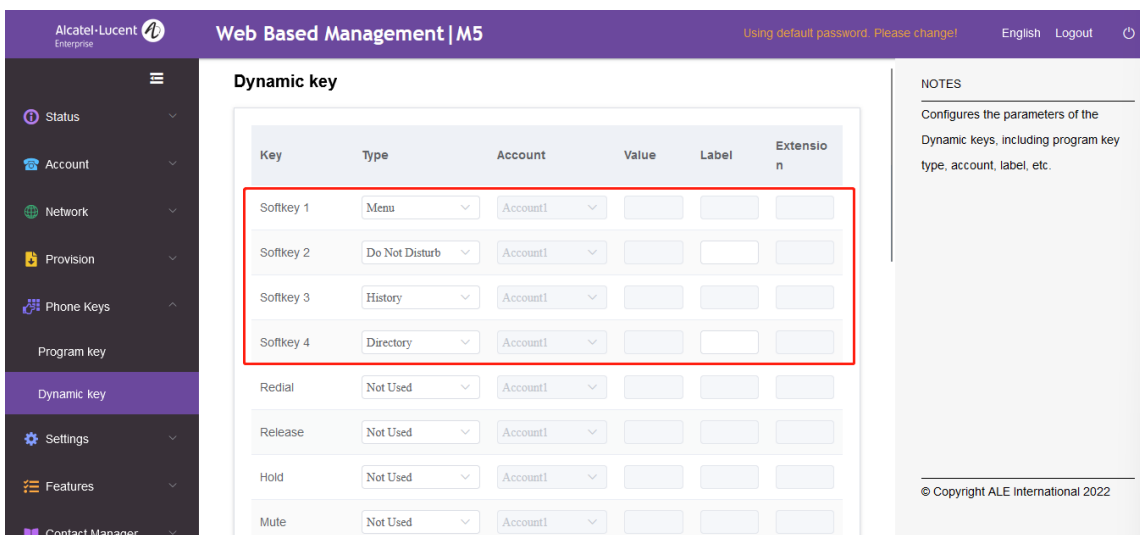 Alcatel·Lucent
Enterprise
Web Based Management|M5
Using default password. Please change!
English Logout
Status
Account
Network
Provision
Phone Keys
Program key
Dynamic key
Settings
Features
Contact Manager
Dynamic key
Key Type Account Value Label Extensio
n
Softkey 1 Menu Account1
Softkey 2 Do Not Disturb Account1
Softkey 3 History Account1
Softkey 4 Directory Account1
Redial Not Used Account1
Release Not Used Account1
Hold Not Used Account1
Mute Not Used Account1
NOTES
Configures the parameters of the
Dynamic keys, including program key
type, account, label, etc.
© Copyright ALE International 2022